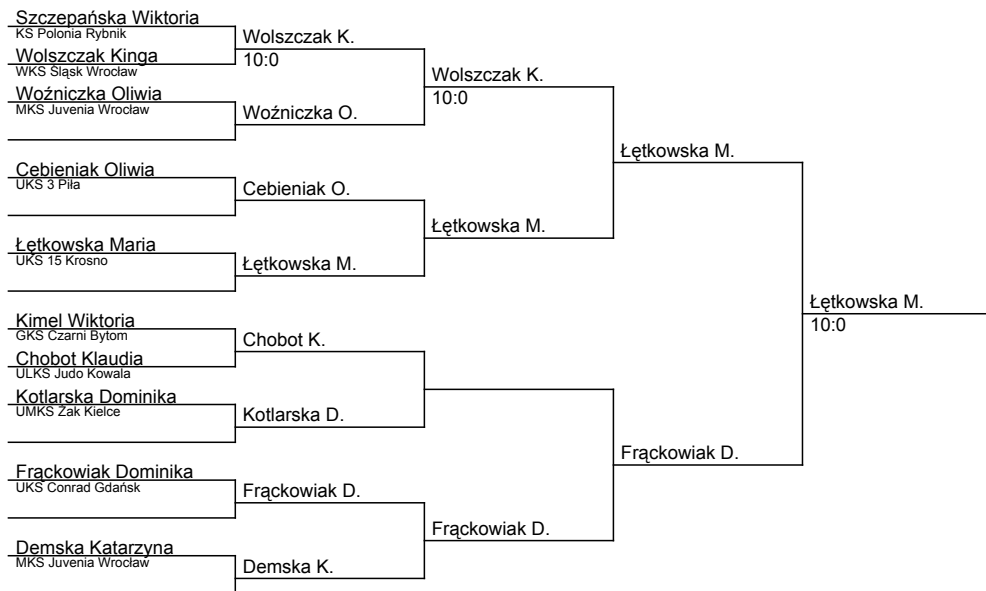 Szczepańska Wiktoria
KS Polonia Rybnik
Wolszczak Kinga
WKS Śląsk Wrocław
Woźniczka Oliwia
MKS Juvenia Wrocław
Cebieniak Oliwia
UKS 3 Piła
Łętkowska Maria
UKS 15 Krosno
Kimel Wiktoria
GKS Czarni Bytom
Chobot Klaudia
ULKS Judo Kowala
Kotlarska Dominika
UMKS Żak Kielce
Frąckowiak Dominika
UKS Conrad Gdańsk
Demska Katarzyna
MKS Juvenia Wrocław
Wolszczak K.
10:0
Woźniczka O.
Cebieniak O.
Łętkowska M.
Chobot K.
Kotlarska D.
Frąckowiak D.
Demska K.
Wolszczak K.
10:0
Łętkowska M.
Frąckowiak D.
Łętkowska M.
Frąckowiak D.
Łętkowska M.
10:0